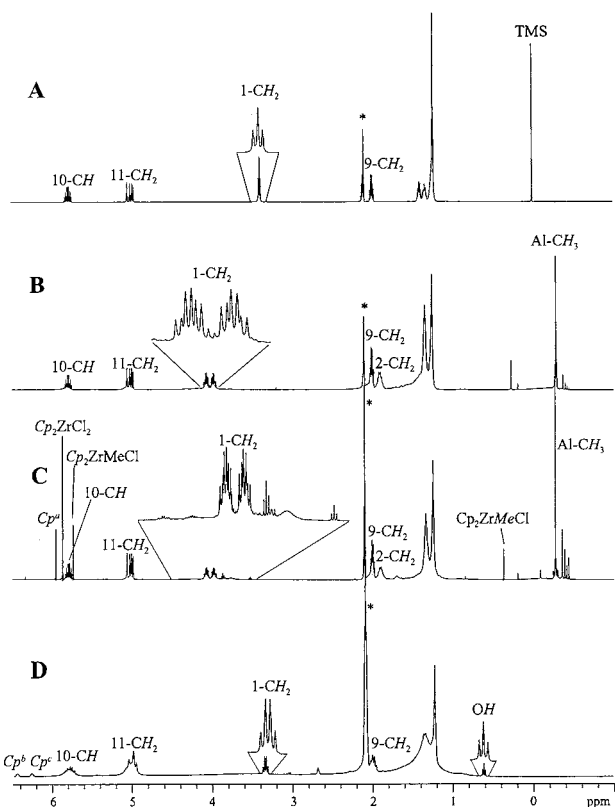 TMS
A
1-CH₂
*
10-CH
11-CH₂
9-CH₂
Al-CH₃
B
1-CH₂
*
9-CH₂
10-CH
11-CH₂
2-CH₂
*
Cp₂ZrCl₂
1-CH₂
Cp₂ZrMeCl
Al-CH₃
C
10-CH
Cpᵃ
11-CH₂
9-CH₂
2-CH₂
Cp₂ZrMeCl
*
D
1-CH₂
OH
11-CH₂
Cpᵇ Cpᶜ 10-CH
9-CH₂
6 5 4 3 2 1 0 ppm